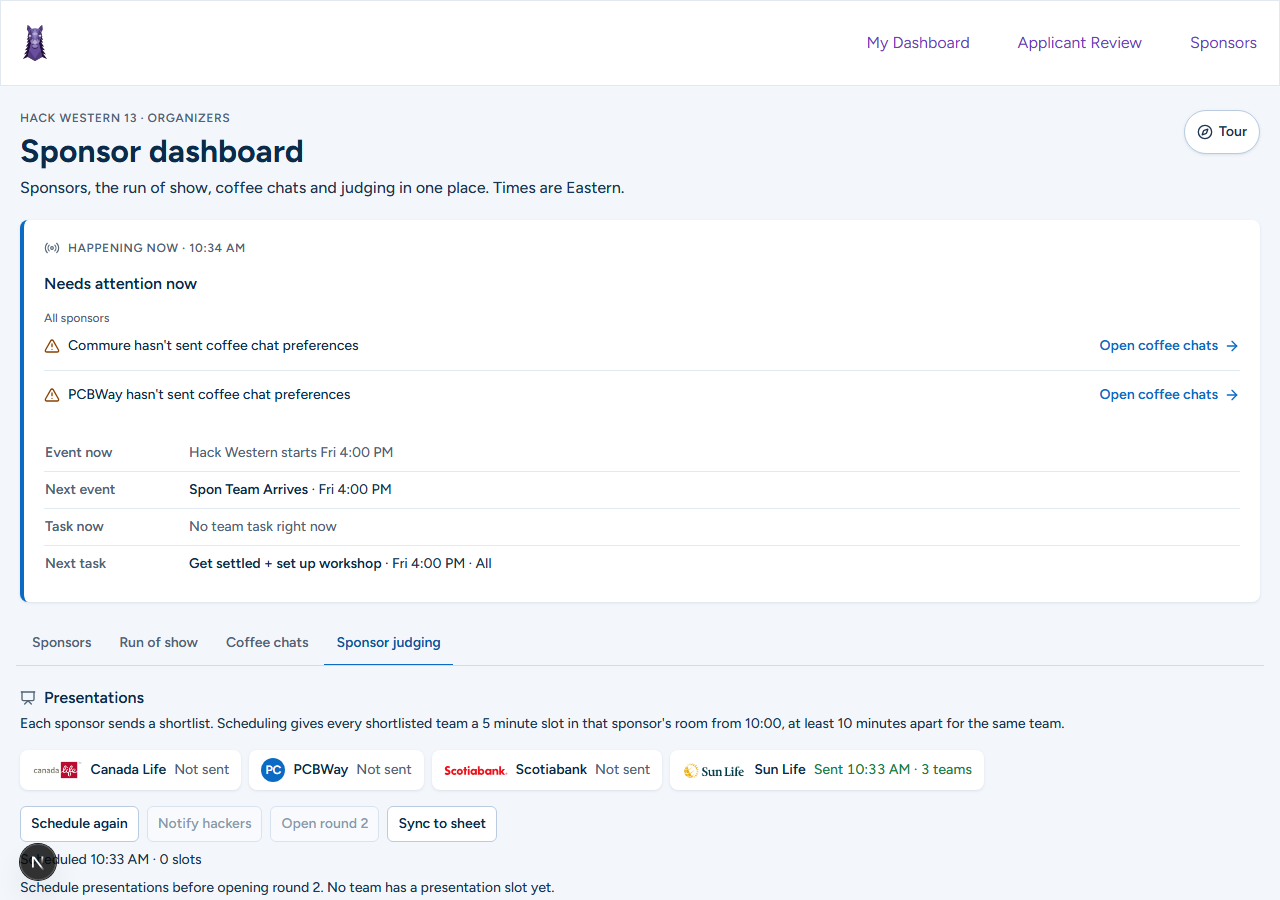 My Dashboard
Applicant Review
Sponsors
HACK WESTERN 13 · ORGANIZERS
Sponsor dashboard
Sponsors, the run of show, coffee chats and judging in one place. Times are Eastern.
Tour
HAPPENING NOW · 10:34 AM
Needs attention now
All sponsors
Commure hasn't sent coffee chat preferences
Open coffee chats
PCBWay hasn't sent coffee chat preferences
Open coffee chats
Event now Hack Western starts Fri 4:00 PM
Next event Spon Team Arrives · Fri 4:00 PM
Task now No team task right now
Next task Get settled + set up workshop · Fri 4:00 PM · All
Sponsors
Run of show
Coffee chats
Sponsor judging
Presentations
Each sponsor sends a shortlist. Scheduling gives every shortlisted team a 5 minute slot in that sponsor's room from 10:00, at least 10 minutes apart for the same team.
canada life Canada Life Not sent
PC PCBWay Not sent
Scotiabank Scotiabank Not sent
Sun Life Sun Life Sent 10:33 AM · 3 teams
Schedule again
Notify hackers
Open round 2
Sync to sheet
N
10:33 AM · 0 slots
Schedule presentations before opening round 2. No team has a presentation slot yet.